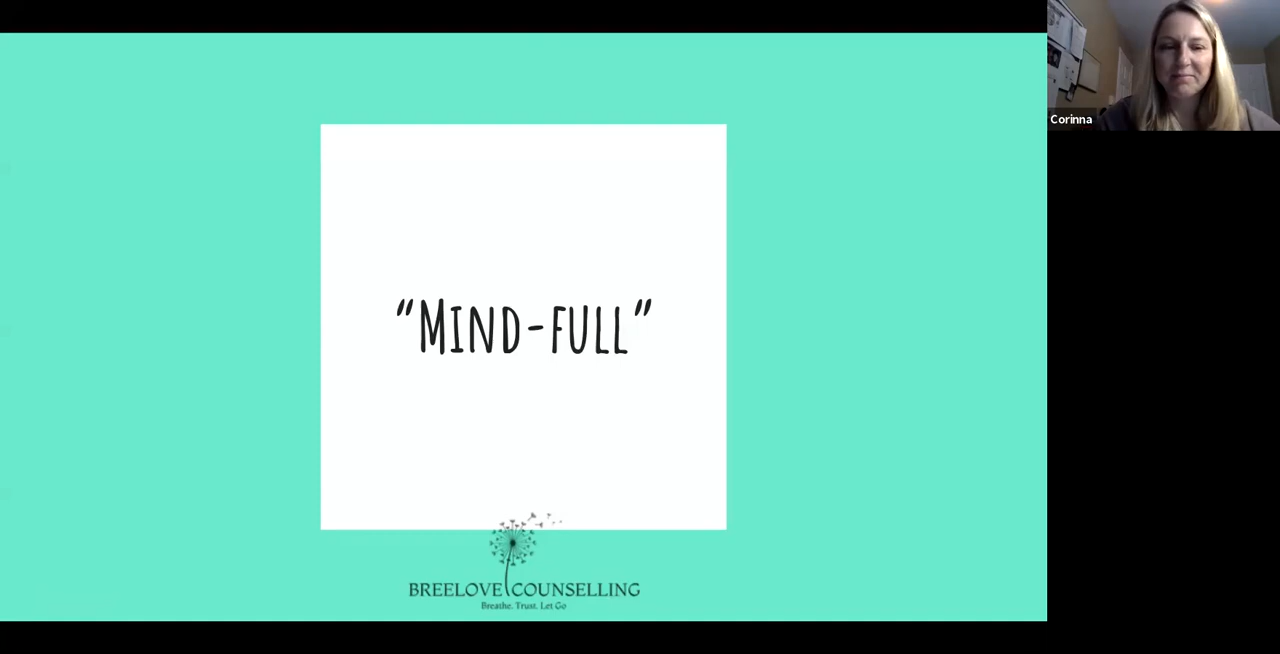 “Mind-full”
BREELOVE COUNSELLING
Breathe. Trust. Let Go
Corinna